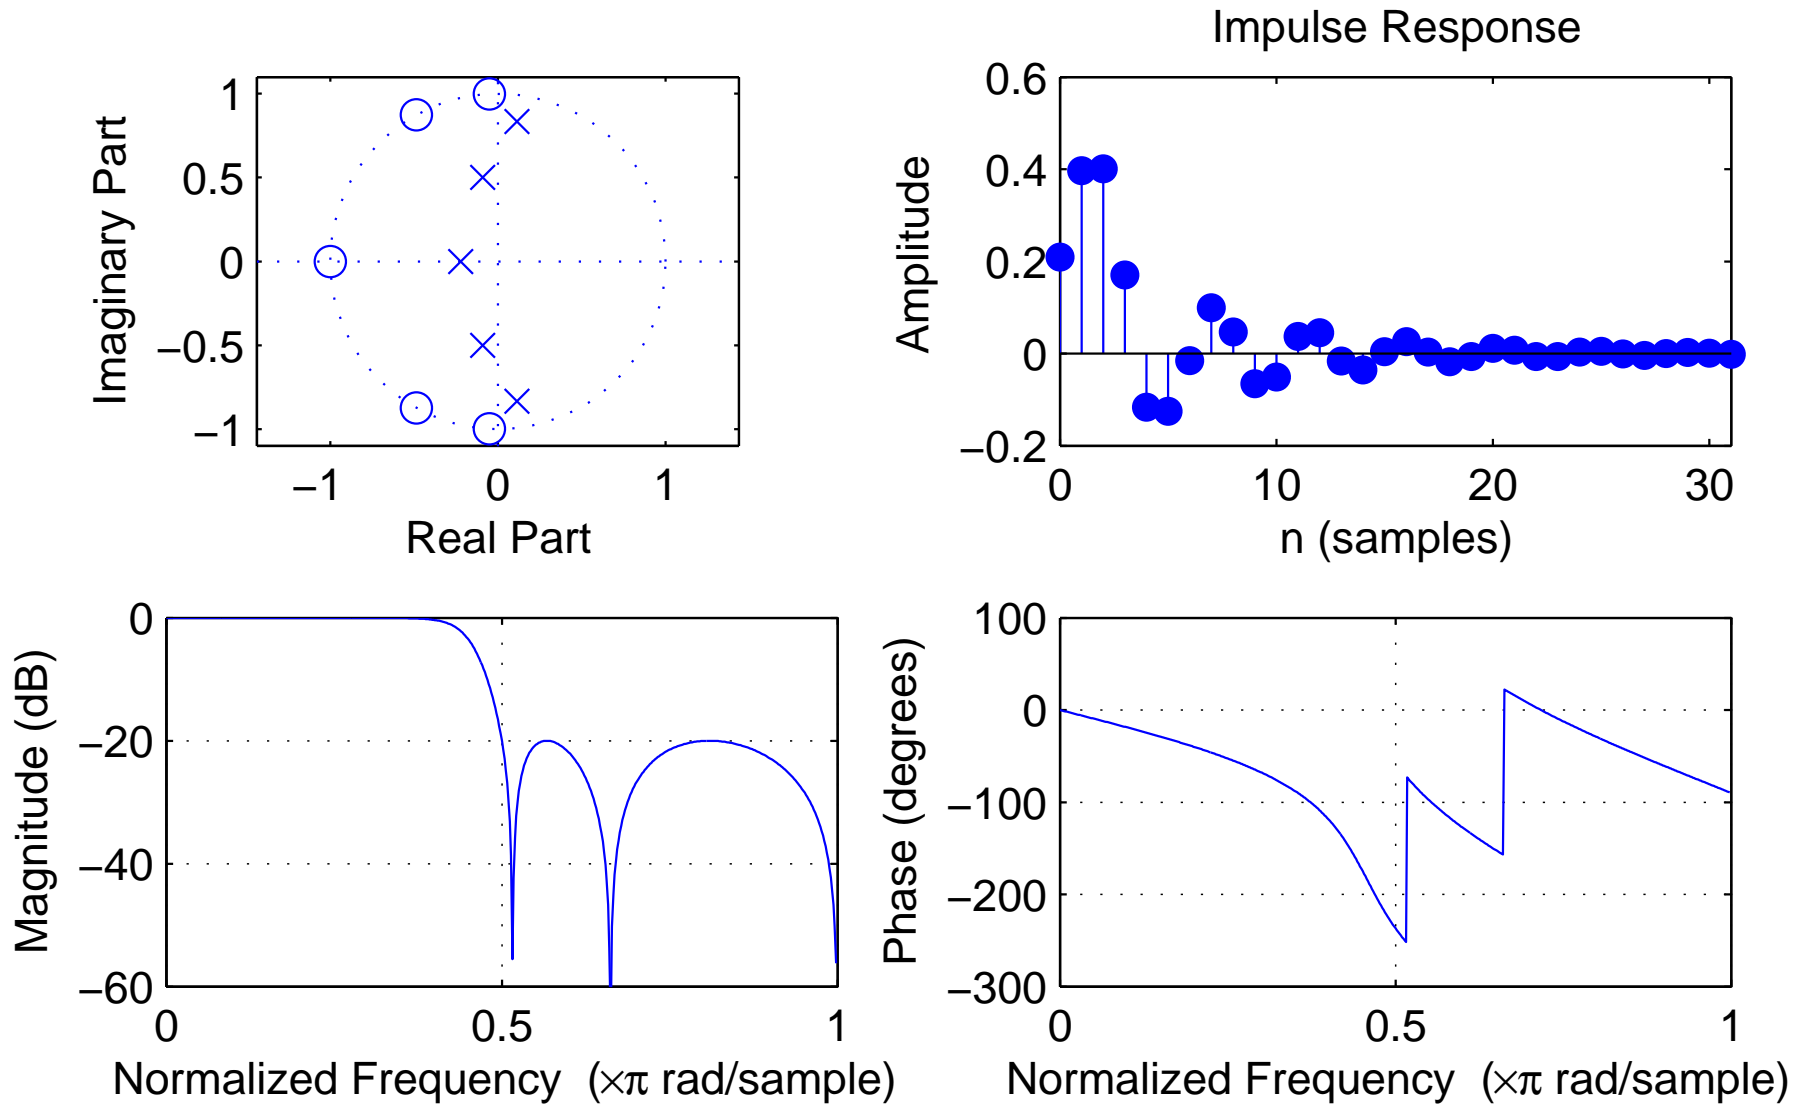 Impulse Response
Imaginary Part
1
0.5
0
−0.5
−1
−1 0 1
Real Part
Amplitude
0.6
0.4
0.2
0
−0.2
0 10 20 30
n (samples)
Magnitude (dB)
0
−20
−40
−60
0 0.5 1
Normalized Frequency (×π rad/sample)
Phase (degrees)
100
0
−100
−200
−300
0 0.5 1
Normalized Frequency (×π rad/sample)